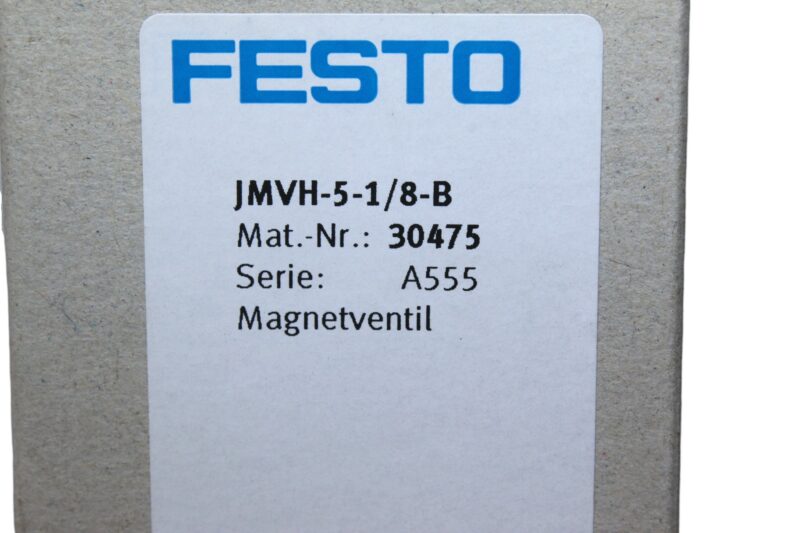 FESTO
JMVH-5-1/8-B
Mat.-Nr.: 30475
Serie: A555
Magnetventil